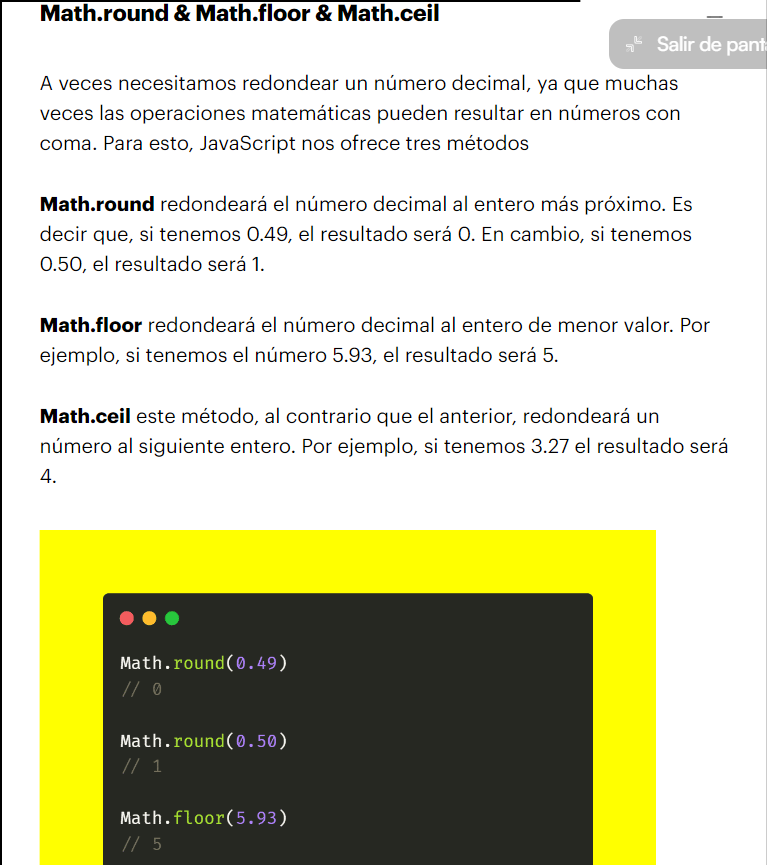 Math.round & Math.floor & Math.ceil
Salir de
A veces necesitamos redondear un número decimal, ya que muchas
veces las operaciones matemáticas pueden resultar en números con
coma. Para esto, JavaScript nos ofrece tres métodos
Math.round redondeará el número decimal al entero más próximo. Es
decir que, si tenemos 0.49, el resultado será 0. En cambio, si tenemos
0.50, el resultado será 1.
Math.floor redondeará el número decimal al entero de menor valor. Por
ejemplo, si tenemos el número 5.93, el resultado será 5.
Math.ceil este método, al contrario que el anterior, redondeará un
número al siguiente entero. Por ejemplo, si tenemos 3.27 el resultado será
4.
Math.round(0.49)
// 0
Math.round(0.50)
// 1
Math.floor(5.93)
// 5